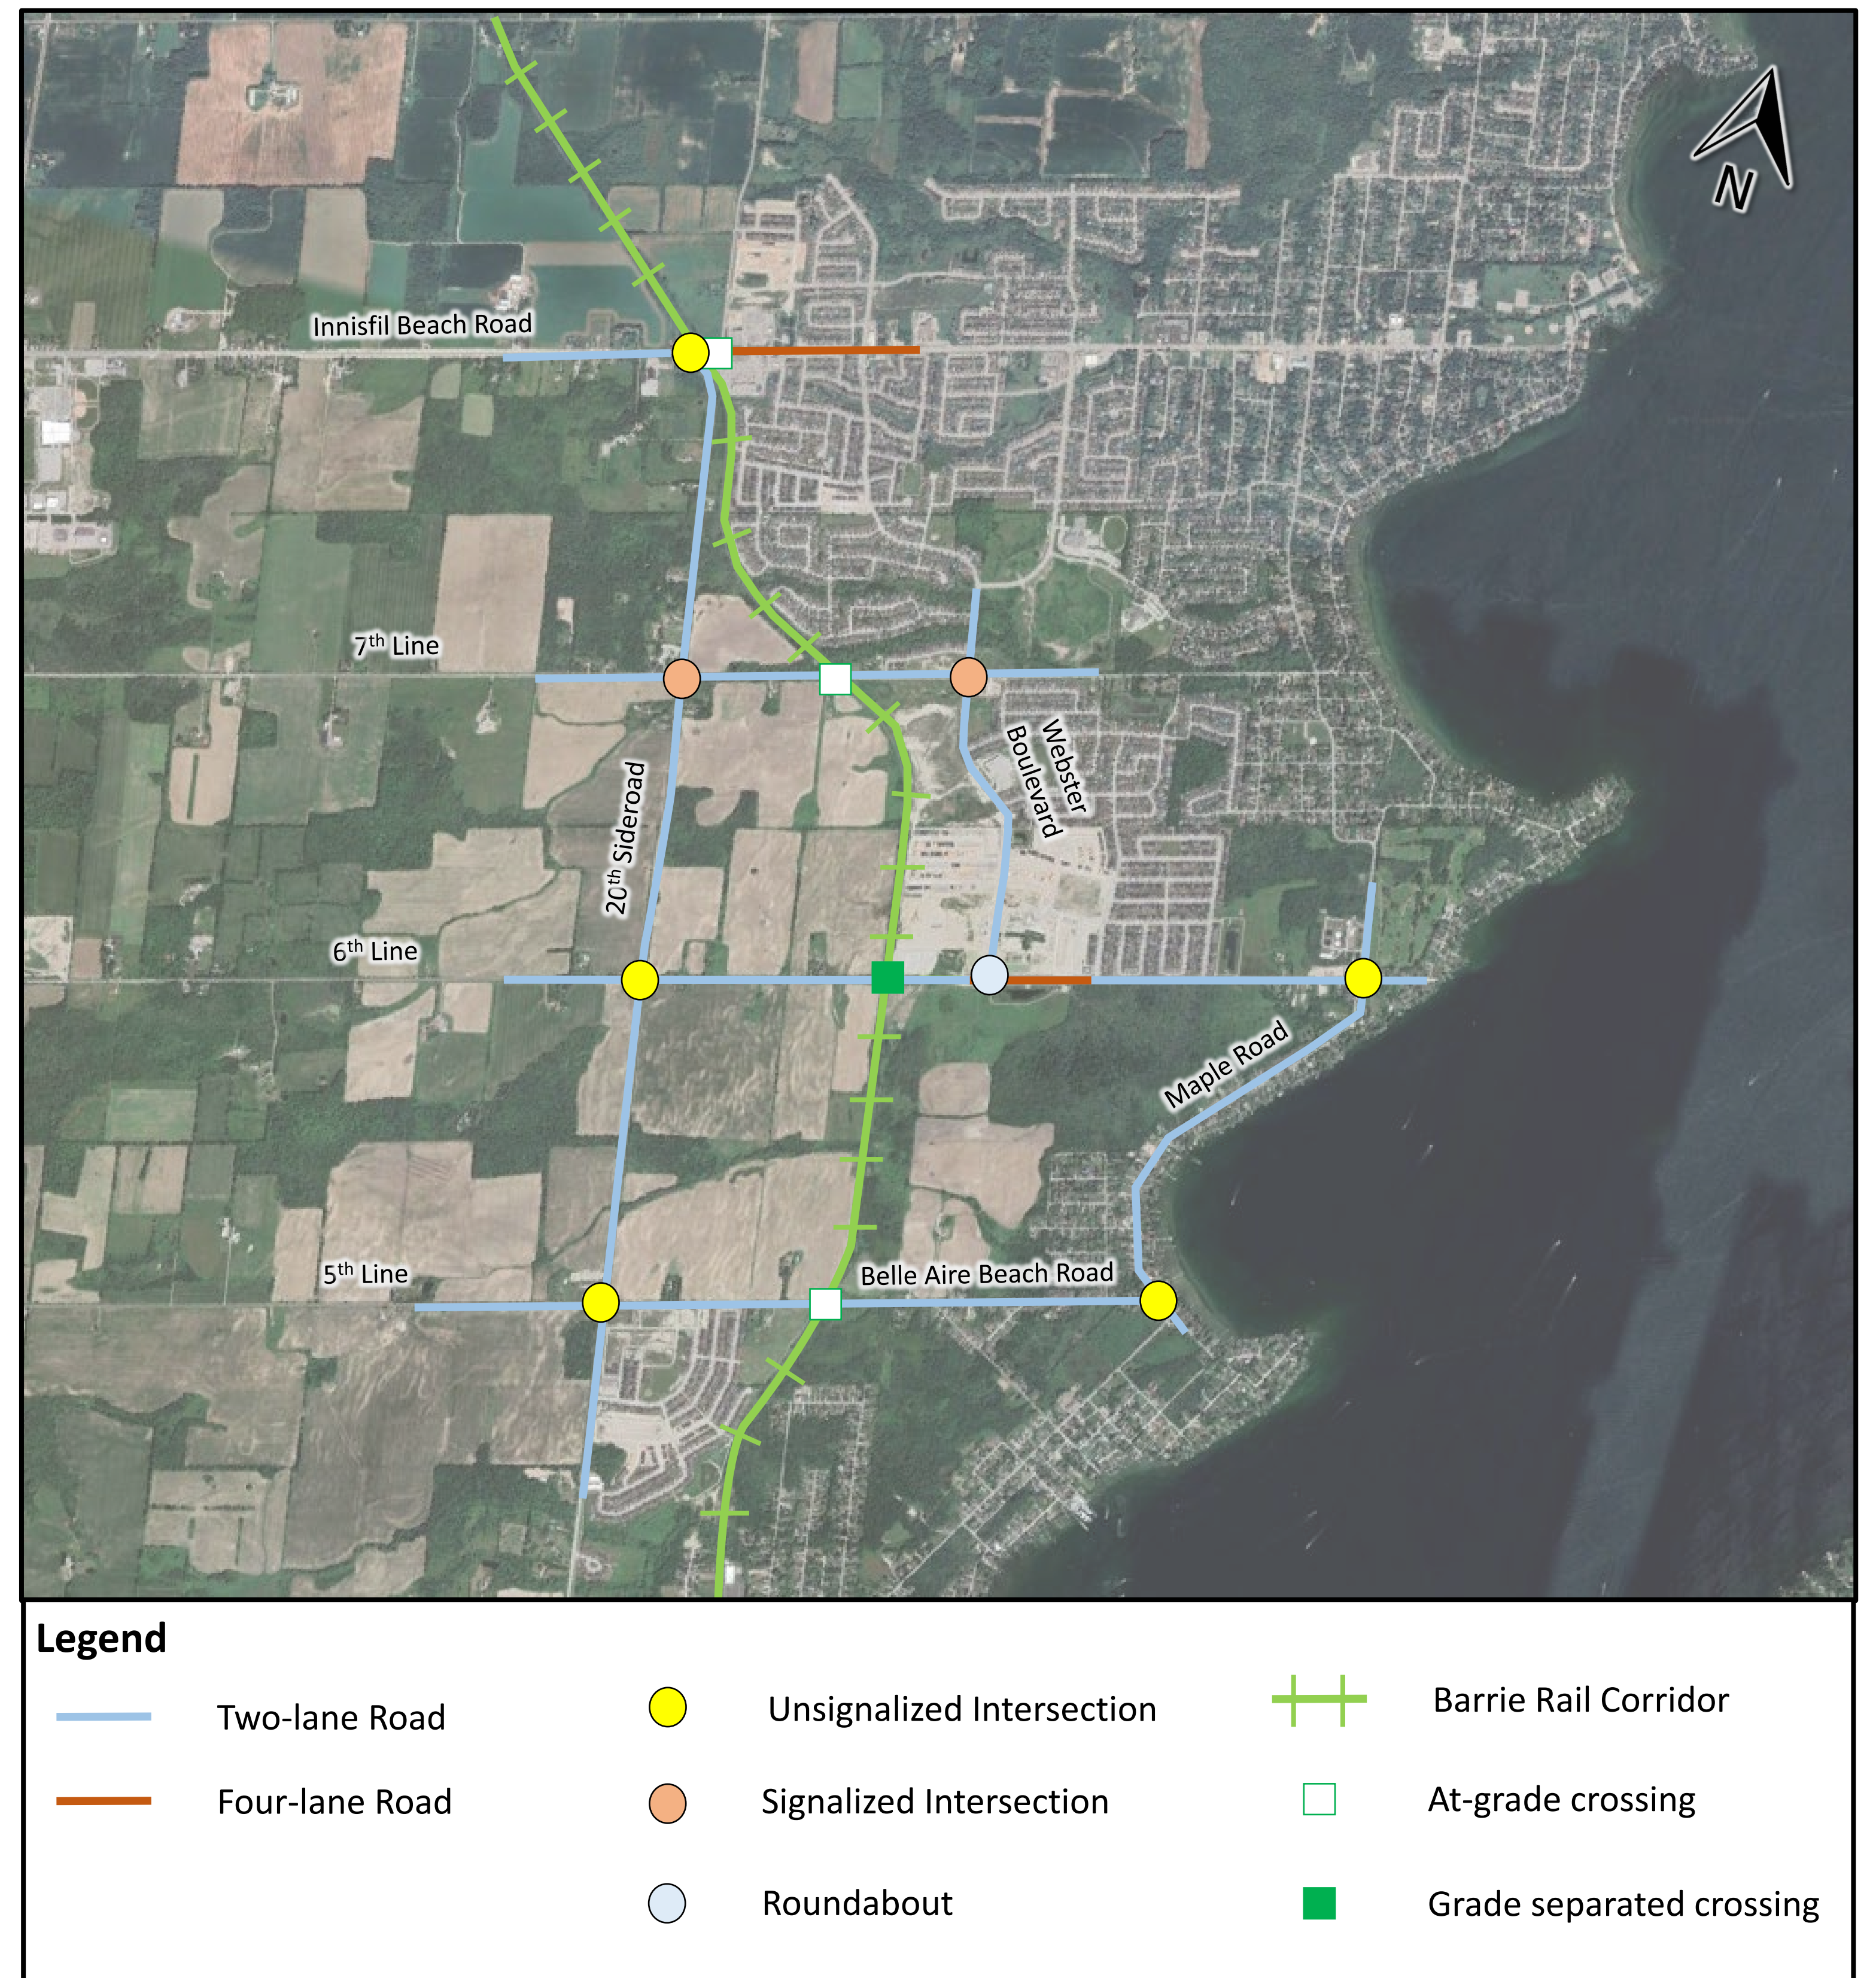 N
Innisfil Beach Road
7th Line
Webster
Boulevard
20th Sideroad
6th Line
Maple Road
5th Line
Belle Aire Beach Road
Legend
Two-lane Road
Unsignalized Intersection
Barrie Rail Corridor
Four-lane Road
Signalized Intersection
At-grade crossing
Roundabout
Grade separated crossing